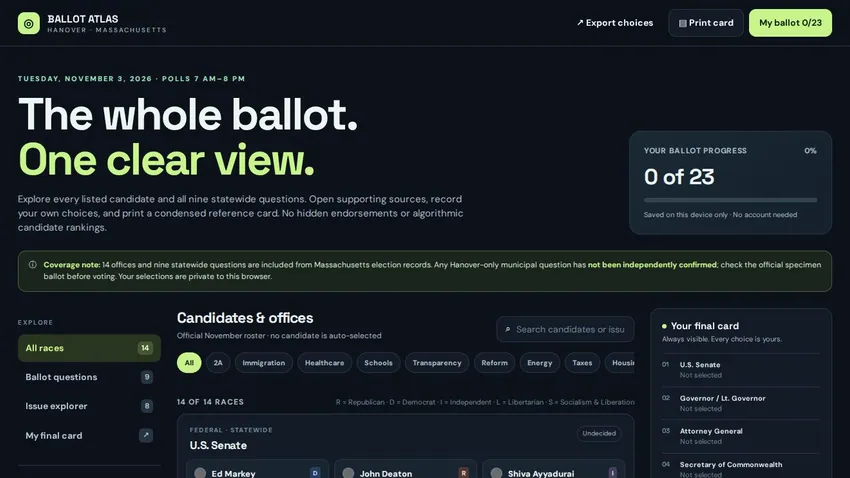 BALLOT ATLAS
HANOVER · MASSACHUSETTS
↗ Export choices
Print card
My ballot 0/23
TUESDAY, NOVEMBER 3, 2026 · POLLS 7 AM–8 PM
The whole ballot.
One clear view.
Explore every listed candidate and all nine statewide questions. Open supporting sources, record
your own choices, and print a condensed reference card. No hidden endorsements or algorithmic
candidate rankings.
YOUR BALLOT PROGRESS 0%
0 of 23
Saved on this device only · No account needed
Coverage note: 14 offices and nine statewide questions are included from Massachusetts election records. Any Hanover-only municipal question has not been independently confirmed; check the official specimen
ballot before voting. Your selections are private to this browser.
EXPLORE
All races 14
Ballot questions 9
Issue explorer 8
My final card ↗
Candidates & offices
Official November roster · no candidate is auto-selected
Search candidates or issu
All 2A Immigration Healthcare Schools Transparency Reform Energy Taxes Housin
14 OF 14 RACES
R = Republican · D = Democrat · I = Independent · L = Libertarian · S = Socialism & Liberation
FEDERAL · STATEWIDE
U.S. Senate
Undecided
Ed Markey D
John Deaton R
Shiva Ayyadurai I
Your final card
Always visible. Every choice is yours.
01 U.S. Senate
Not selected
02 Governor / Lt. Governor
Not selected
03 Attorney General
Not selected
04 Secretary of Commonwealth
Not selected